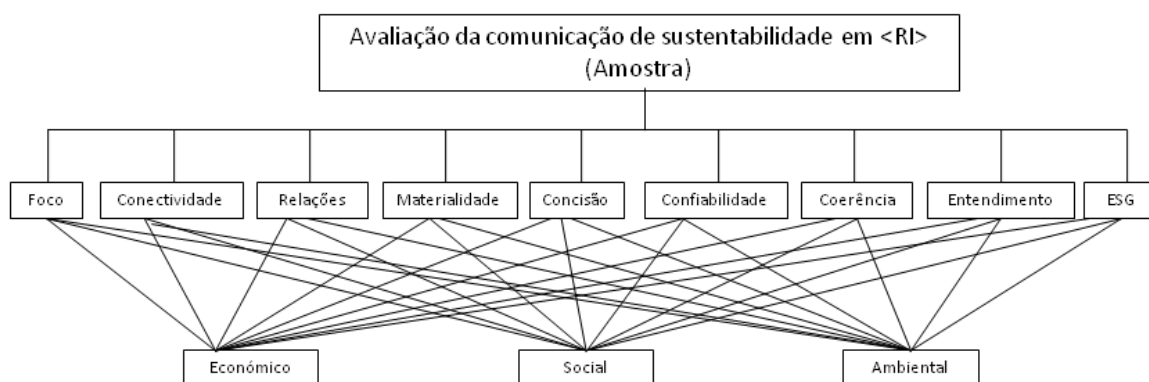 Avaliação da comunicação de sustentabilidade em <RI>
(Amostra)
Foco
Conectividade
Relações
Materialidade
Concisão
Confiabilidade
Coerência
Entendimento
ESG
Económico
Social
Ambiental